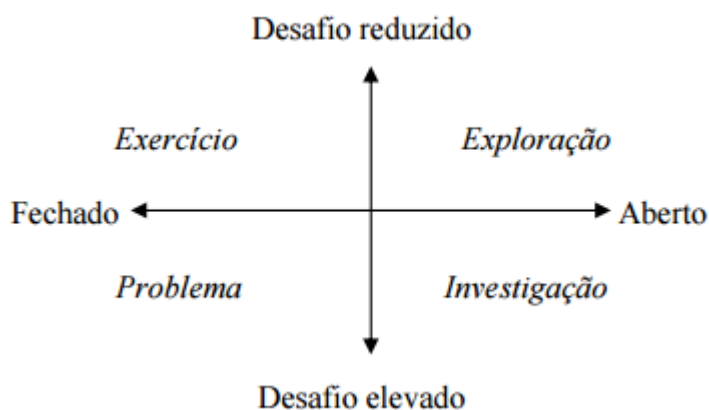 Desafio reduzido
Exercício
Exploração
Fechado
Aberto
Problema
Investigação
Desafio elevado